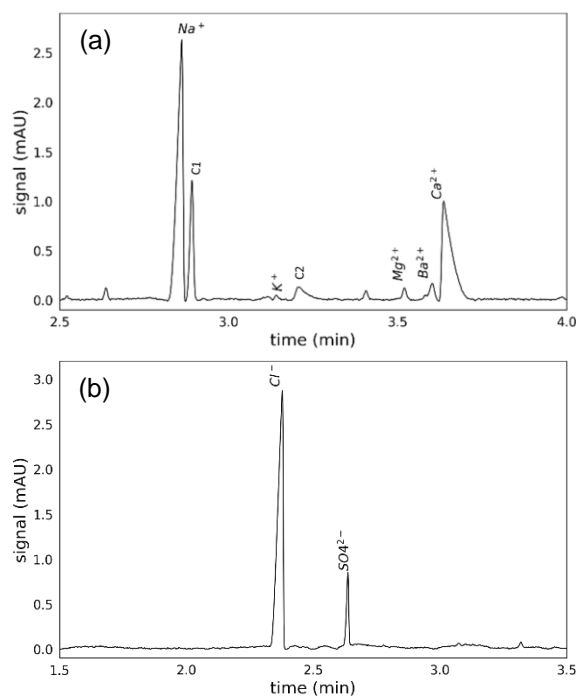 (a)
Na⁺
C1
K⁺
C2
Mg²⁺
Ba²⁺
Ca²⁺
signal (mAU)
2.5
2.0
1.5
1.0
0.5
0.0
2.5 3.0 3.5 4.0
time (min)
(b)
Cl⁻
SO4²⁻
signal (mAU)
3.0
2.5
2.0
1.5
1.0
0.5
0.0
1.5 2.0 2.5 3.0 3.5
time (min)